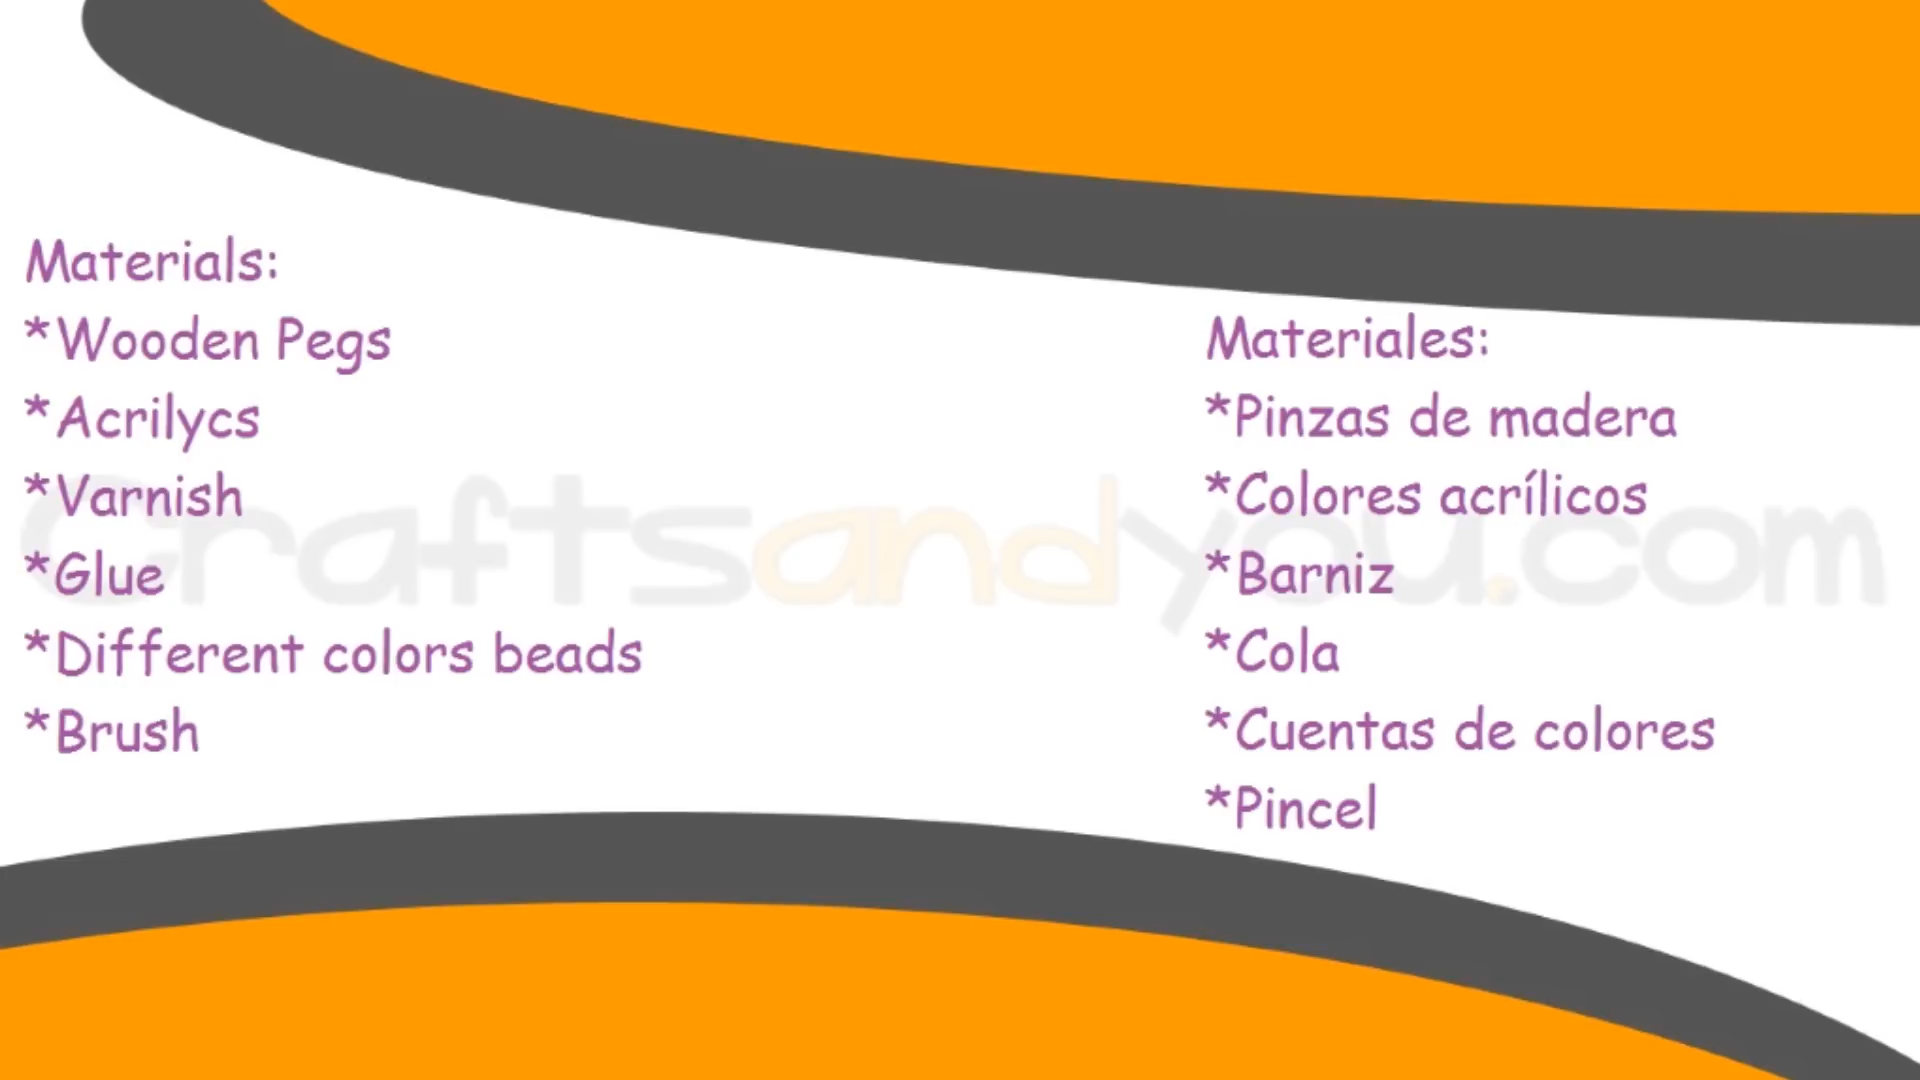 Materials:
*Wooden Pegs
*Acrilycs
*Varnish
*Glue
*Different colors beads
*Brush
Materiales:
*Pinzas de madera
*Colores acrílicos
*Barniz
*Cola
*Cuentas de colores
*Pincel
Craftsandyou.com